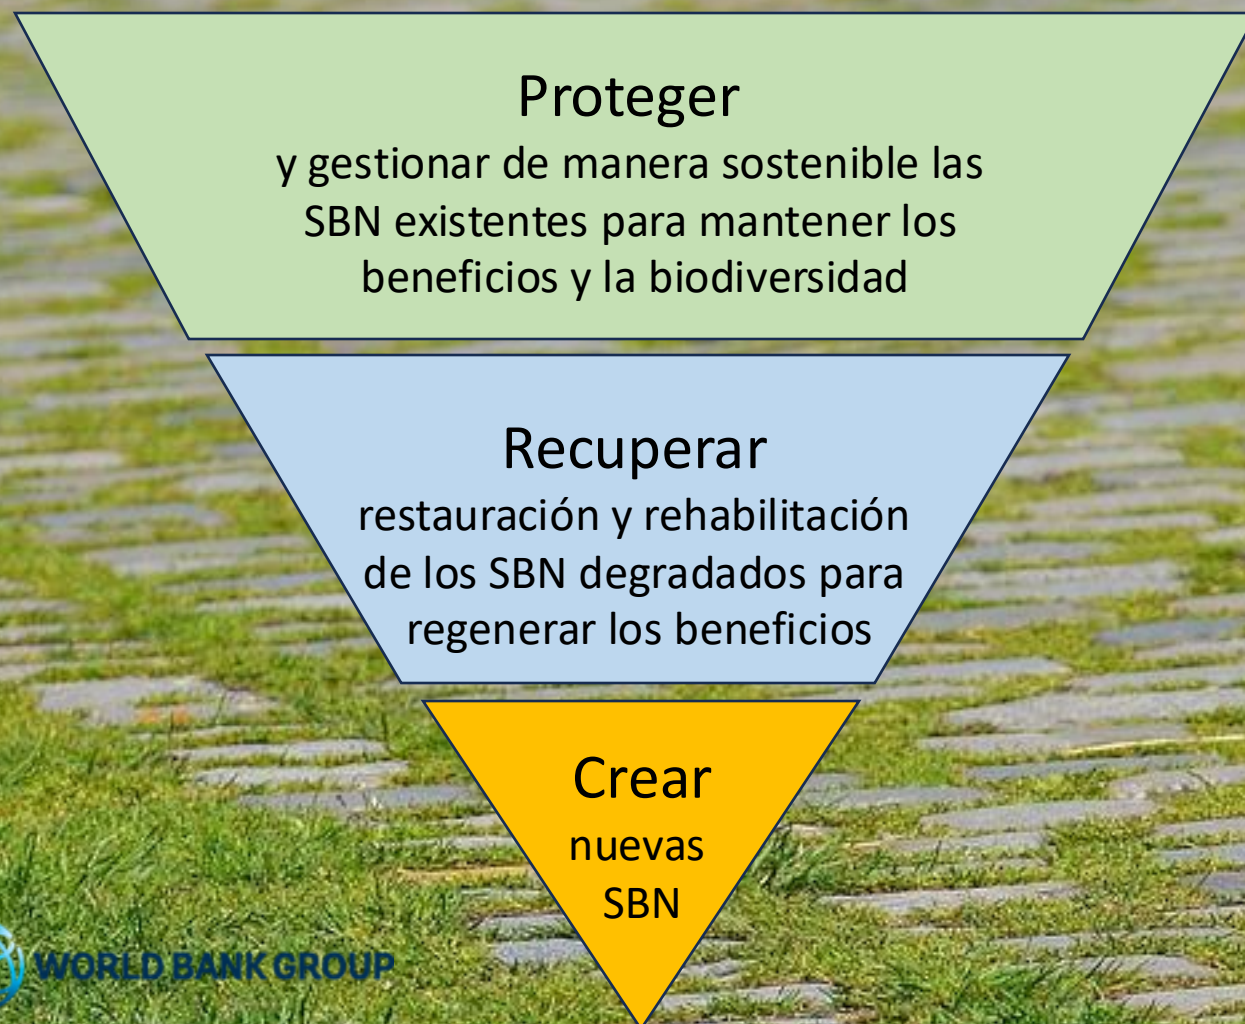 Proteger
y gestionar de manera sostenible las
SBN existentes para mantener los
beneficios y la biodiversidad
Recuperar
restauración y rehabilitación
de los SBN degradados para
regenerar los beneficios
Crear
nuevas
SBN
WORLD BANK GROUP